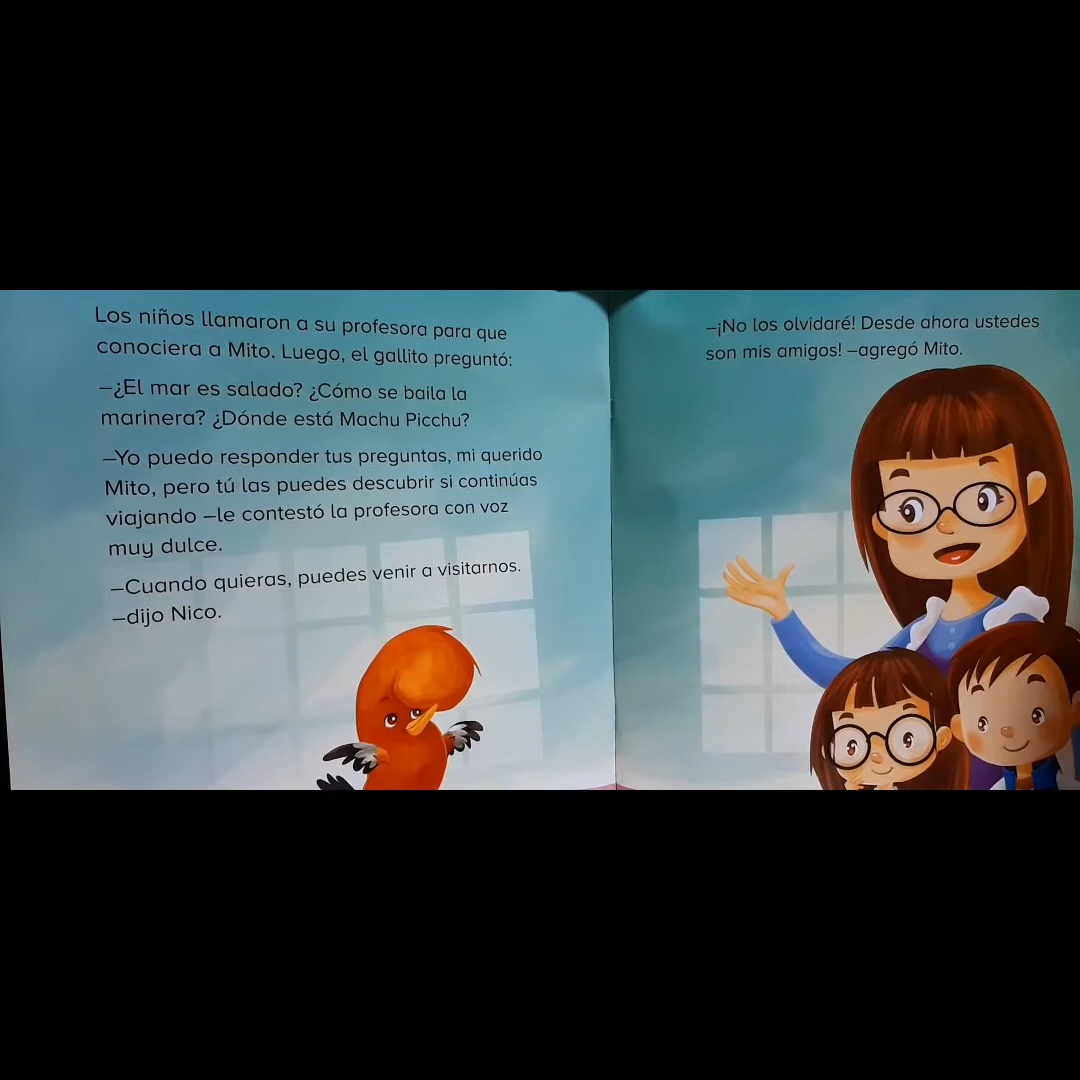 Los niños llamaron a su profesora para que
conociera a Mito. Luego, el gallito preguntó:
—¿El mar es salado? ¿Cómo se baila la
marinera? ¿Dónde está Machu Picchu?
—Yo puedo responder tus preguntas, mi querido
Mito, pero tú las puedes descubrir si continúas
viajando —le contestó la profesora con voz
muy dulce.
—Cuando quieras, puedes venir a visitarnos.
—dijo Nico.
—¡No los olvidaré! Desde ahora ustedes
son mis amigos! —agregó Mito.